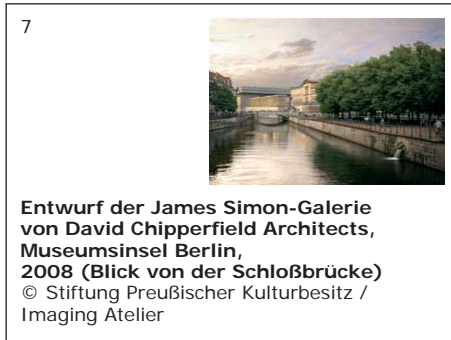 7
Entwurf der James Simon-Galerie
von David Chipperfield Architects,
Museumsinsel Berlin,
2008 (Blick von der Schloßbrücke)
© Stiftung Preußischer Kulturbesitz /
Imaging Atelier